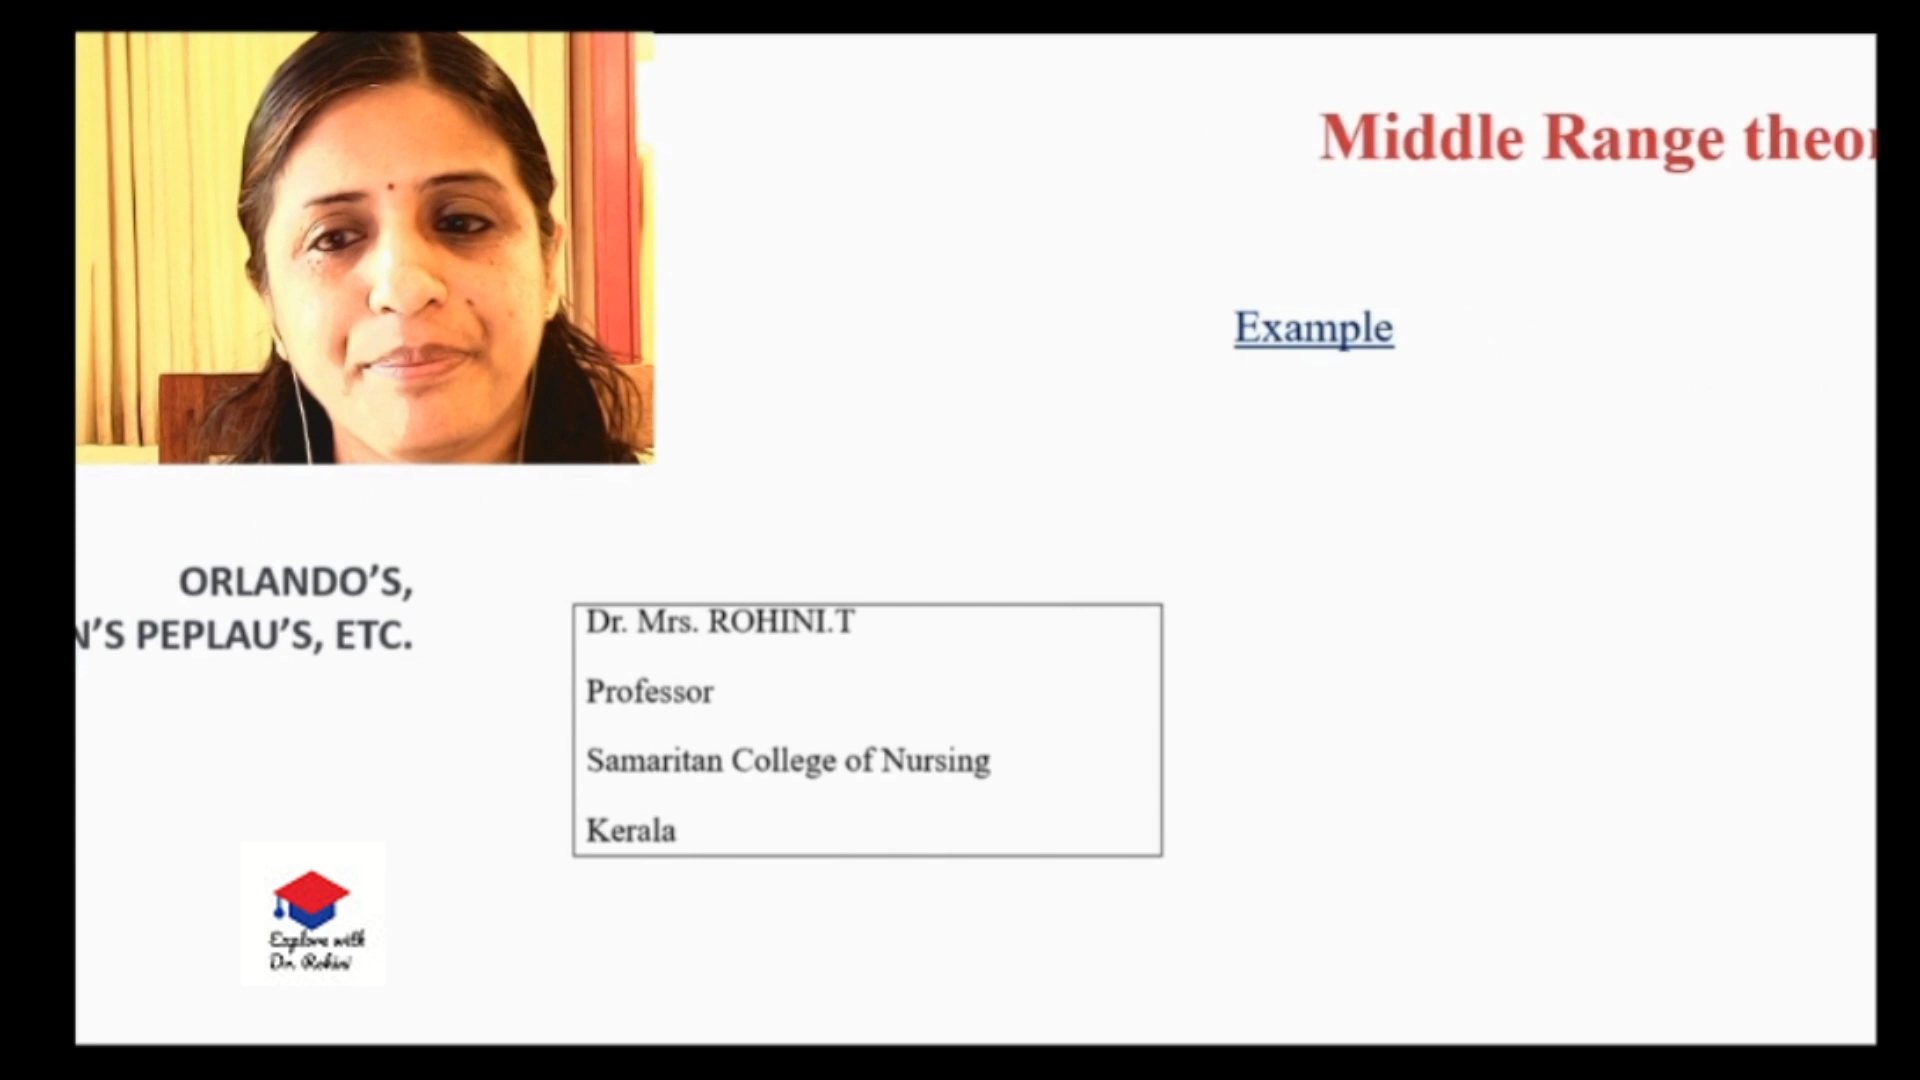 Middle Range theor
Example
ORLANDO’S,
N’S PEPLAU’S, ETC.
Dr. Mrs. ROHINI.T
Professor
Samaritan College of Nursing
Kerala
Explore with
Dr. Rohini